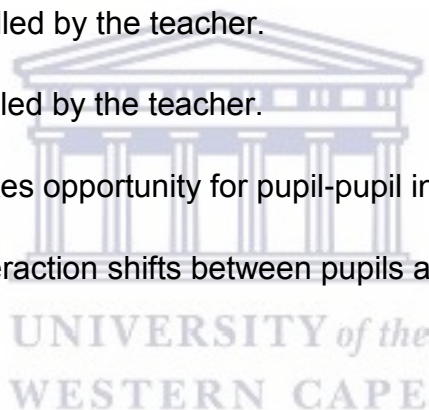 lled by the teacher.
led by the teacher.
es opportunity for pupil-pupil in
eraction shifts between pupils a
UNIVERSITY of the
WESTERN CAPE